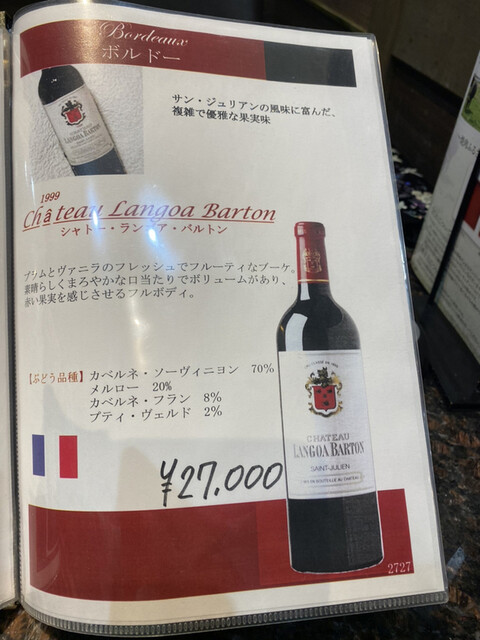 Bordeaux
ボルドー
サン・ジュリアンの風味に富んだ、
複雑で優雅な果実味
1999
Château Langoa Barton
シャトー・ランゴア・バルトン
プラムとヴァニラのフレッシュでフルーティなブーケ。
素晴らしくまろやかな口当たりでボリュームがあり、
赤い果実を感じさせるフルボディ。
【ぶどう品種】カベルネ・ソーヴィニヨン 70%
メルロー 20%
カベルネ・フラン 8%
プティ・ヴェルド 2%
¥27,000
CHATEAU
LANGOA BARTON
SAINT-JULIEN
MIS EN BOUTEILLE AU CHATEAU
2727